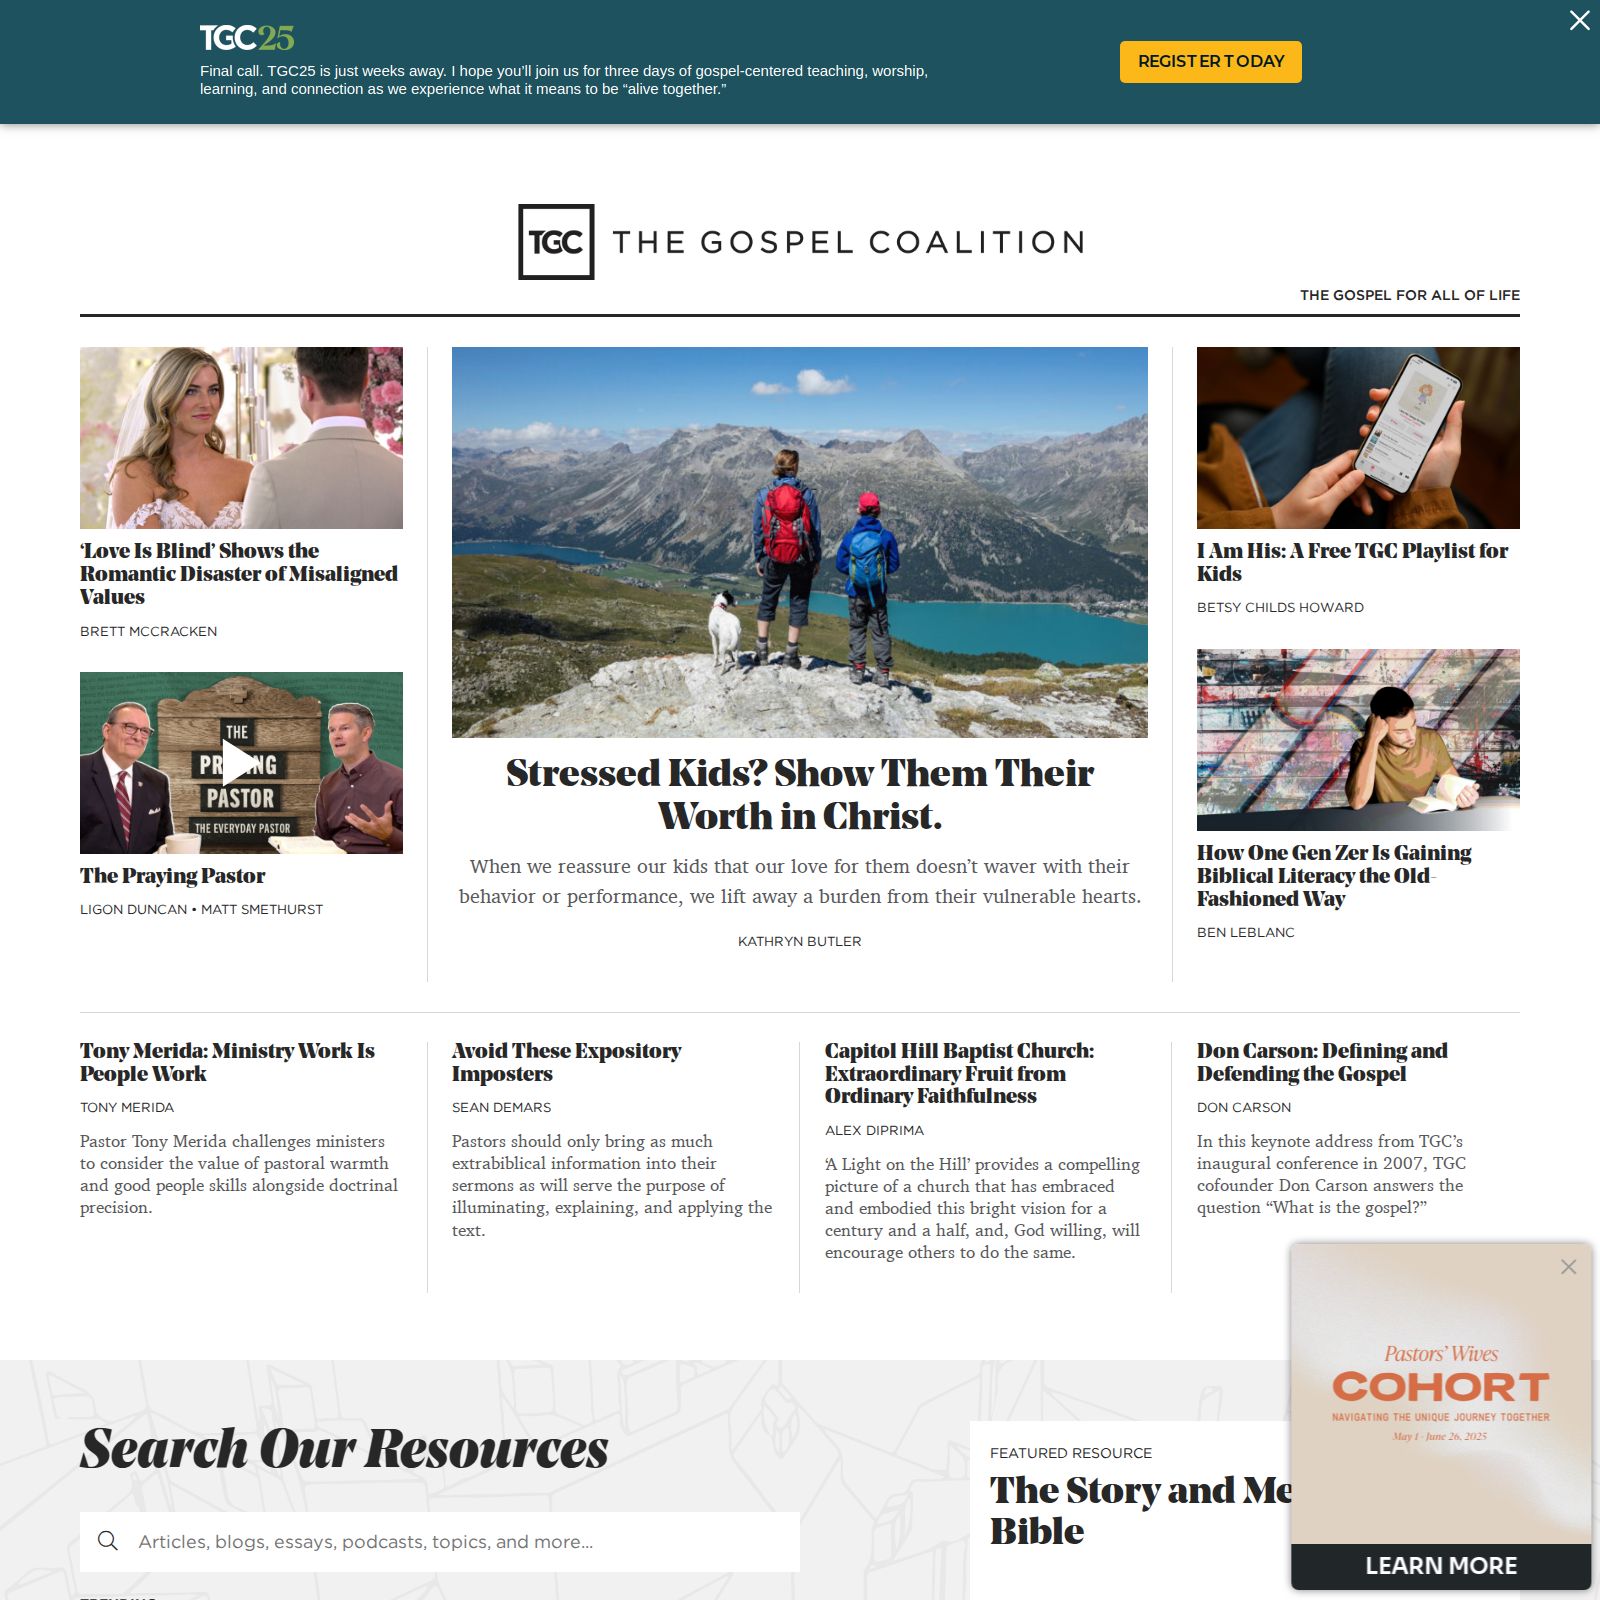 TGC25
Final call. TGC25 is just weeks away. I hope you’ll join us for three days of gospel-centered teaching, worship,
learning, and connection as we experience what it means to be “alive together.”
REGISTER TODAY
TGC THE GOSPEL COALITION
THE GOSPEL FOR ALL OF LIFE
‘Love Is Blind’ Shows the
Romantic Disaster of Misaligned
Values
BRETT MCCRACKEN
THE
PRAYING
PASTOR
THE EVERYDAY PASTOR
The Praying Pastor
LIGON DUNCAN • MATT SMETHURST
Stressed Kids? Show Them Their
Worth in Christ.
When we reassure our kids that our love for them doesn’t waver with their
behavior or performance, we lift away a burden from their vulnerable hearts.
KATHRYN BUTLER
I Am His: A Free TGC Playlist for
Kids
BETSY CHILDS HOWARD
How One Gen Zer Is Gaining
Biblical Literacy the Old-
Fashioned Way
BEN LEBLANC
Tony Merida: Ministry Work Is
People Work
TONY MERIDA
Pastor Tony Merida challenges ministers
to consider the value of pastoral warmth
and good people skills alongside doctrinal
precision.
Avoid These Expository
Imposters
SEAN DEMARS
Pastors should only bring as much
extrabiblical information into their
sermons as will serve the purpose of
illuminating, explaining, and applying the
text.
Capitol Hill Baptist Church:
Extraordinary Fruit from
Ordinary Faithfulness
ALEX DIPRIMA
‘A Light on the Hill’ provides a compelling
picture of a church that has embraced
and embodied this bright vision for a
century and a half, and, God willing, will
encourage others to do the same.
Don Carson: Defining and
Defending the Gospel
DON CARSON
In this keynote address from TGC’s
inaugural conference in 2007, TGC
cofounder Don Carson answers the
question “What is the gospel?”
Search Our Resources
Articles, blogs, essays, podcasts, topics, and more...
FEATURED RESOURCE
The Story and Me
Bible
Pastors’ Wives
COHORT
NAVIGATING THE UNIQUE JOURNEY TOGETHER
May 1 - June 26, 2025
LEARN MORE